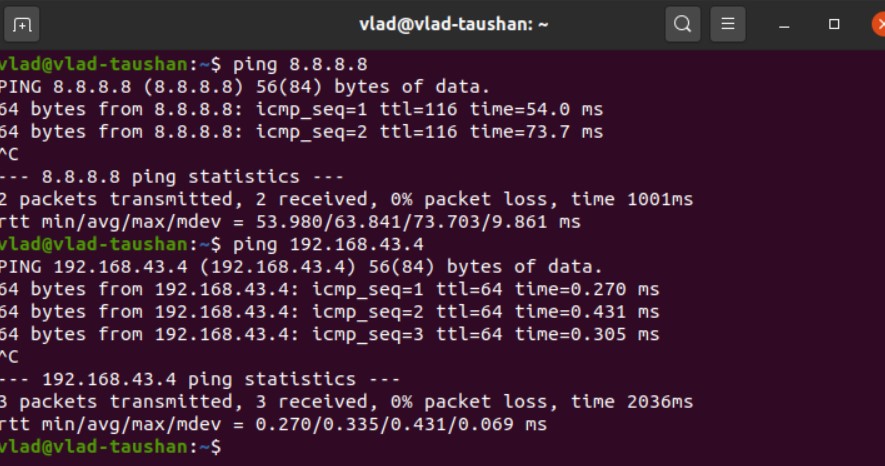 vlad@vlad-taushan: ~
vlad@vlad-taushan:~$ ping 8.8.8.8
PING 8.8.8.8 (8.8.8.8) 56(84) bytes of data.
64 bytes from 8.8.8.8: icmp_seq=1 ttl=116 time=54.0 ms
64 bytes from 8.8.8.8: icmp_seq=2 ttl=116 time=73.7 ms
^C
--- 8.8.8.8 ping statistics ---
2 packets transmitted, 2 received, 0% packet loss, time 1001ms
rtt min/avg/max/mdev = 53.980/63.841/73.703/9.861 ms
vlad@vlad-taushan:~$ ping 192.168.43.4
PING 192.168.43.4 (192.168.43.4) 56(84) bytes of data.
64 bytes from 192.168.43.4: icmp_seq=1 ttl=64 time=0.270 ms
64 bytes from 192.168.43.4: icmp_seq=2 ttl=64 time=0.431 ms
64 bytes from 192.168.43.4: icmp_seq=3 ttl=64 time=0.305 ms
^C
--- 192.168.43.4 ping statistics ---
3 packets transmitted, 3 received, 0% packet loss, time 2036ms
rtt min/avg/max/mdev = 0.270/0.335/0.431/0.069 ms
vlad@vlad-taushan:~$